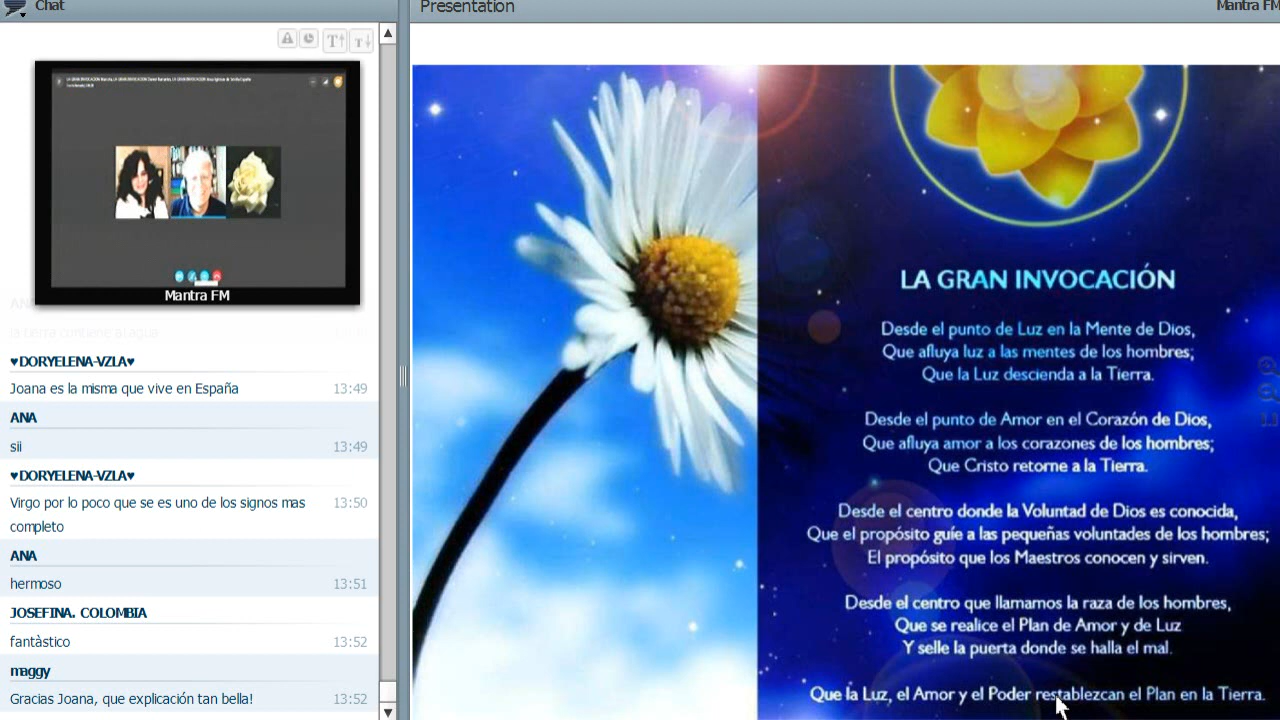 Chat
Mantra FM
la tierra contiene al agua
♥DORYELENA-VZLA♥
Joana es la misma que vive en España 13:49
ANA
sii 13:49
♥DORYELENA-VZLA♥
Virgo por lo poco que se es uno de los signos mas 13:50
completo
ANA
hermoso 13:51
JOSEFINA. COLOMBIA
fantàstico 13:52
maggy
Gracias Joana, que explicación tan bella! 13:52
Presentation
Mantra FM
LA GRAN INVOCACIÓN
Desde el punto de Luz en la Mente de Dios,
Que afluya luz a las mentes de los hombres;
Que la Luz descienda a la Tierra.
Desde el punto de Amor en el Corazón de Dios,
Que afluya amor a los corazones de los hombres;
Que Cristo retorne a la Tierra.
Desde el centro donde la Voluntad de Dios es conocida,
Que el propósito guíe a las pequeñas voluntades de los hombres;
El propósito que los Maestros conocen y sirven.
Desde el centro que llamamos la raza de los hombres,
Que se realice el Plan de Amor y de Luz
Y selle la puerta donde se halla el mal.
Que la Luz, el Amor y el Poder restablezcan el Plan en la Tierra.